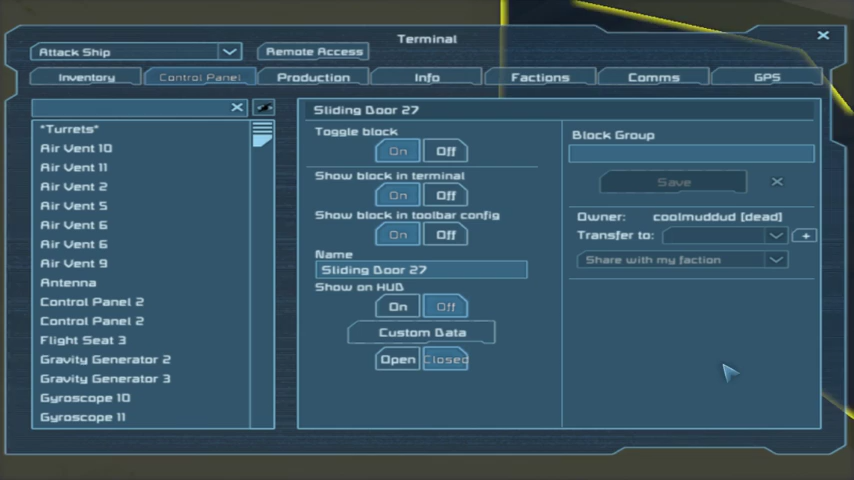 Terminal
Attack Ship
Remote Access
Inventory
Control Panel
Production
Info
Factions
Comms
GPS
*Turrets*
Air Vent 10
Air Vent 11
Air Vent 2
Air Vent 5
Air Vent 6
Air Vent 6
Air Vent 9
Antenna
Control Panel 2
Control Panel 2
Flight Seat 3
Gravity Generator 2
Gravity Generator 3
Gyroscope 10
Gyroscope 11
Sliding Door 27
Toggle block
On Off
Show block in terminal
On Off
Show block in toolbar config
On Off
Name
Sliding Door 27
Show on HUD
On Off
Custom Data
Open Closed
Block Group
Save
Owner: coolmuddud [dead]
Transfer to:
Share with my faction